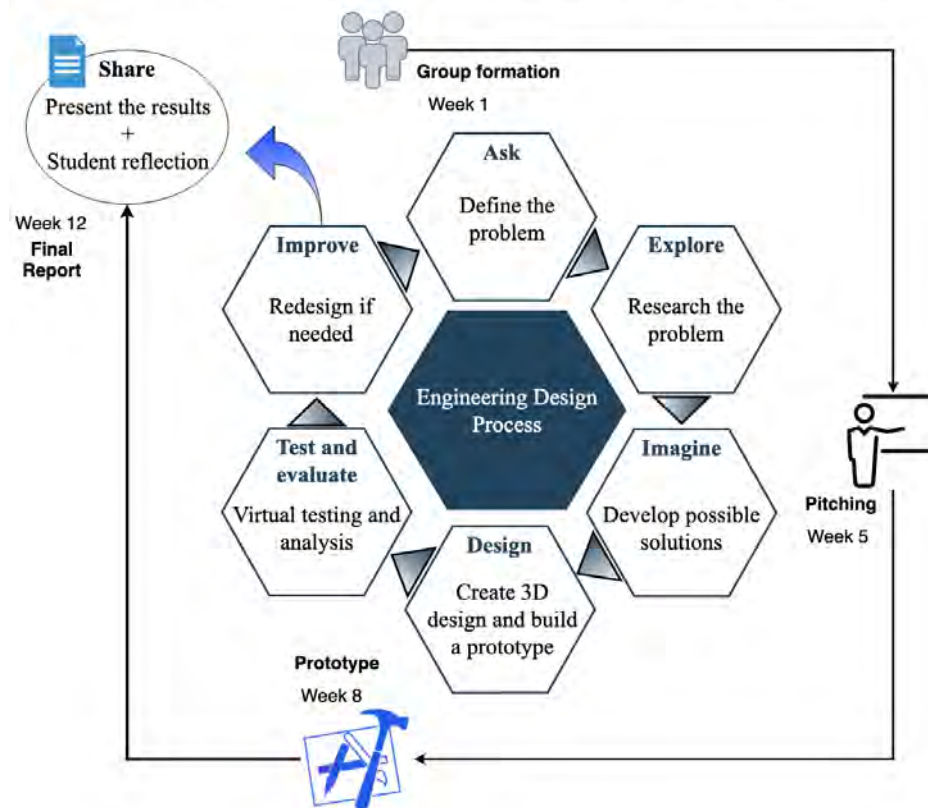 Share
Present the results
+
Student reflection
Group formation
Week 1
Ask
Define the
problem
Week 12
Final
Report
Improve
Redesign if
needed
Explore
Research the
problem
Engineering Design
Process
Test and
evaluate
Virtual testing and
analysis
Imagine
Develop possible
solutions
Pitching
Week 5
Design
Create 3D
design and build
a prototype
Prototype
Week 8